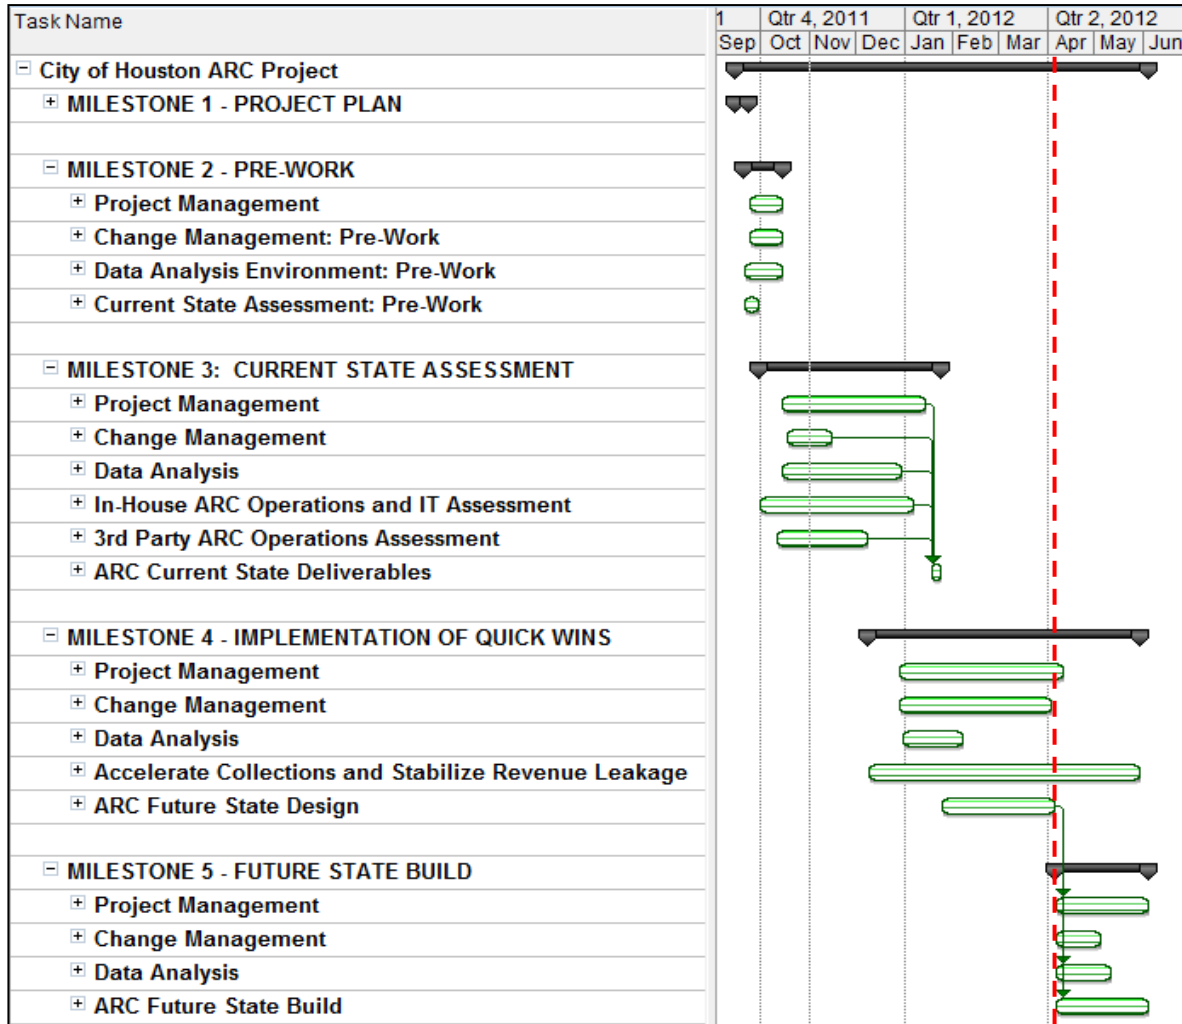 Task Name
1 Qtr 4, 2011 Qtr 1, 2012 Qtr 2, 2012
Sep Oct Nov Dec Jan Feb Mar Apr May Jun
City of Houston ARC Project
MILESTONE 1 - PROJECT PLAN
MILESTONE 2 - PRE-WORK
Project Management
Change Management: Pre-Work
Data Analysis Environment: Pre-Work
Current State Assessment: Pre-Work
MILESTONE 3: CURRENT STATE ASSESSMENT
Project Management
Change Management
Data Analysis
In-House ARC Operations and IT Assessment
3rd Party ARC Operations Assessment
ARC Current State Deliverables
MILESTONE 4 - IMPLEMENTATION OF QUICK WINS
Project Management
Change Management
Data Analysis
Accelerate Collections and Stabilize Revenue Leakage
ARC Future State Design
MILESTONE 5 - FUTURE STATE BUILD
Project Management
Change Management
Data Analysis
ARC Future State Build